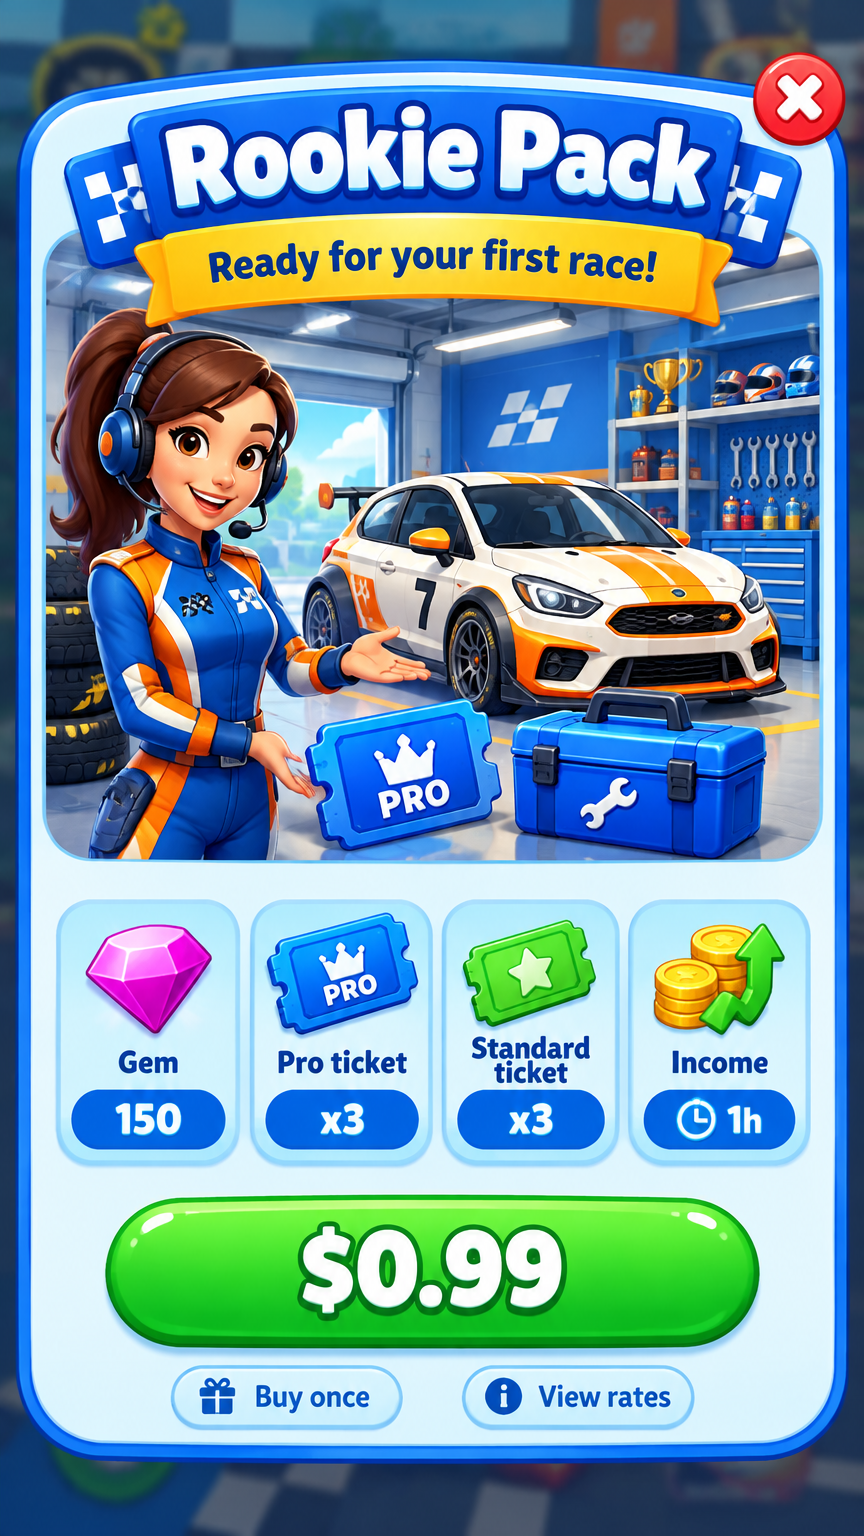 Rookie Pack
Ready for your first race!
7
PRO
PRO
Gem
Pro ticket
Standard
ticket
Income
150
x3
x3
1h
$0.99
Buy once
View rates